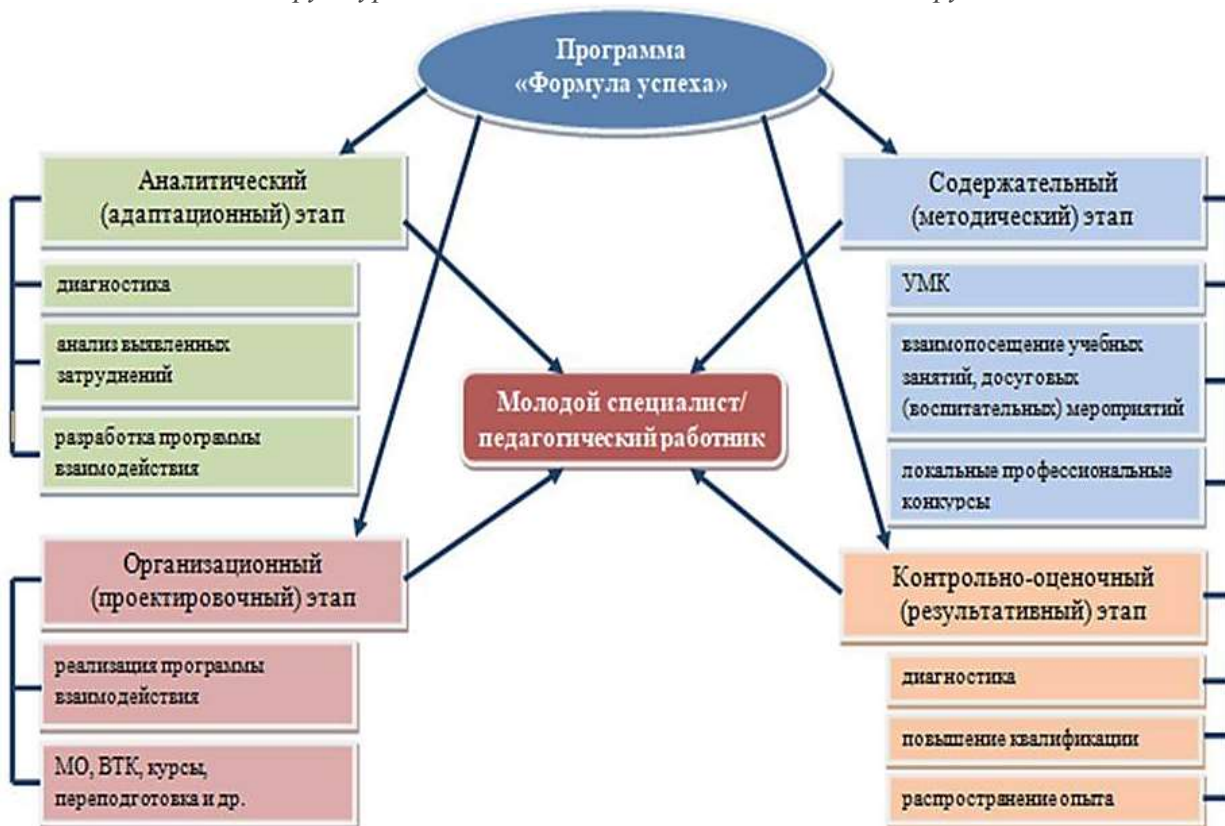 Программа
«Формула успеха»
Аналитический
(адаптационный) этап
диагностика
анализ выявленных
затруднений
разработка программы
взаимодействия
Содержательный
(методический) этап
УМК
взаимопосещение учебных
занятий, досуговых
(воспитательных) мероприятий
локальные профессиональные
конкурсы
Молодой специалист/
педагогический работник
Организационный
(проектировочный) этап
реализация программы
взаимодействия
МО, ВТК, курсы,
переподготовка и др.
Контрольно-оценочный
(результативный) этап
диагностика
повышение квалификации
распространение опыта